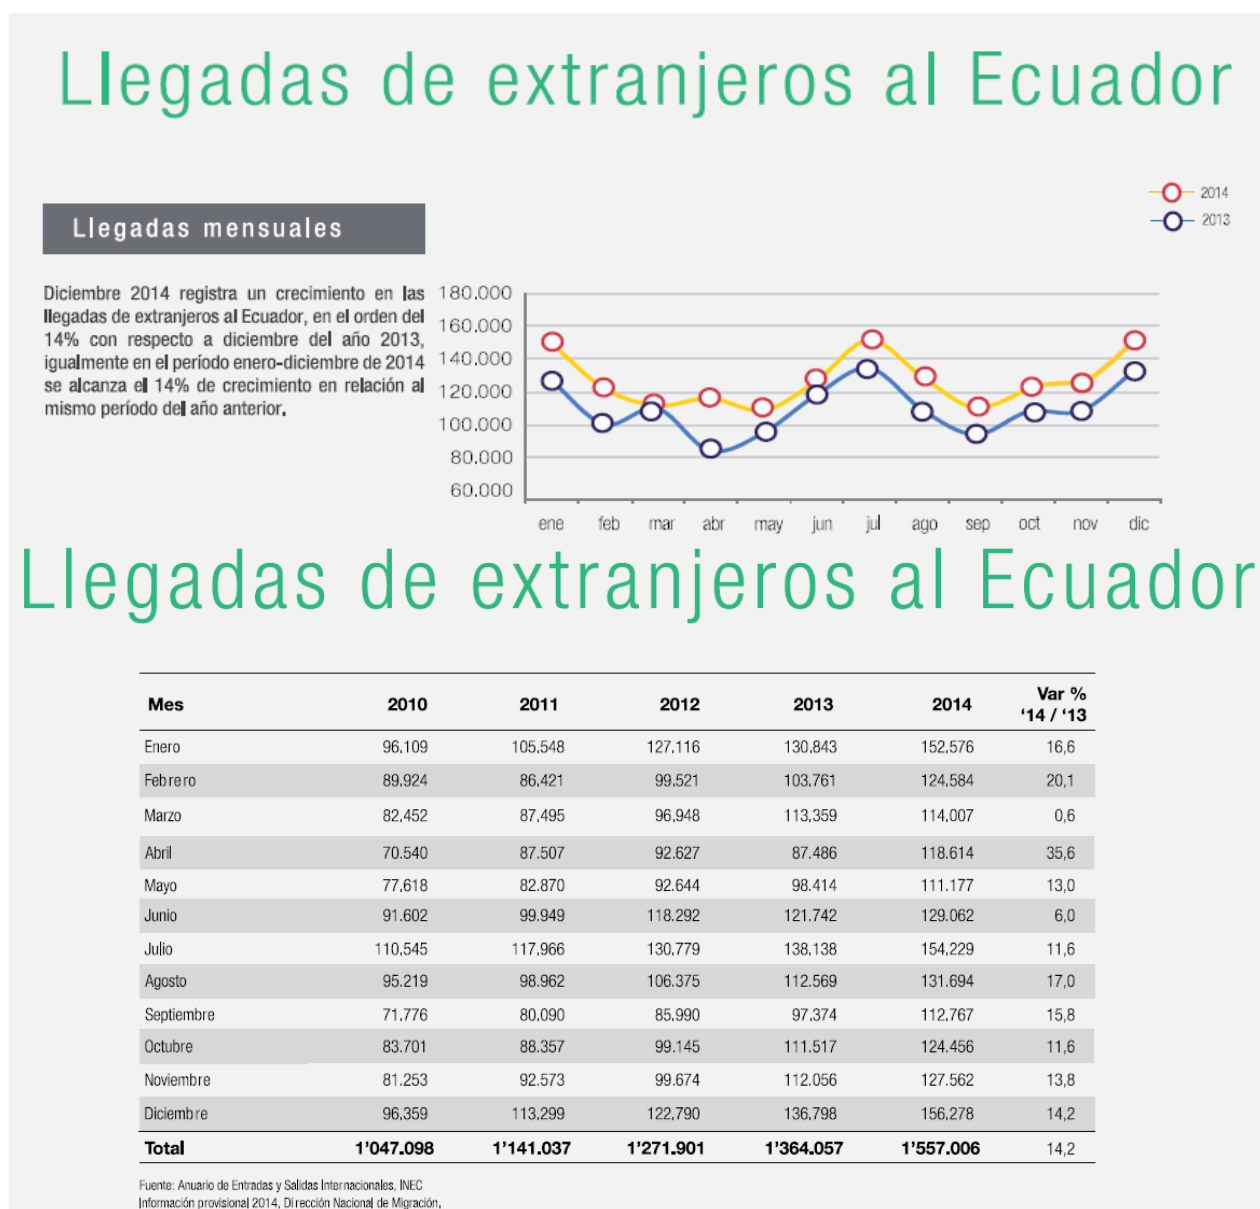 Llegadas de extranjeros al Ecuador
2014
2013
Llegadas mensuales
Diciembre 2014 registra un crecimiento en las
llegadas de extranjeros al Ecuador, en el orden del
14% con respecto a diciembre del año 2013,
igualmente en el período enero-diciembre de 2014
se alcanza el 14% de crecimiento en relación al
mismo período del año anterior.
180.000
160.000
140.000
120.000
100.000
80.000
60.000
ene feb mar abr may jun jul ago sep oct nov dic
Llegadas de extranjeros al Ecuador
Mes 2010 2011 2012 2013 2014 Var % ‘14 / ‘13
Enero 96.109 105.548 127.116 130.843 152.576 16,6
Febrero 89.924 86.421 99.521 103.761 124.584 20,1
Marzo 82.452 87.495 96.948 113.359 114.007 0,6
Abril 70.540 87.507 92.627 87.486 118.614 35,6
Mayo 77.618 82.870 92.644 98.414 111.177 13,0
Junio 91.602 99.949 118.292 121.742 129.062 6,0
Julio 110.545 117.966 130.779 138.138 154.229 11,6
Agosto 95.219 98.962 106.375 112.569 131.694 17,0
Septiembre 71.776 80.090 85.990 97.374 112.767 15,8
Octubre 83.701 88.357 99.145 111.517 124.456 11,6
Noviembre 81.253 92.573 99.674 112.056 127.562 13,8
Diciembre 96.359 113.299 122.790 136.798 156.278 14,2
Total 1’047.098 1’141.037 1’271.901 1’364.057 1’557.006 14,2
Fuente: Anuario de Entradas y Salidas Internacionales, INEC
Información provisional 2014, Dirección Nacional de Migración,